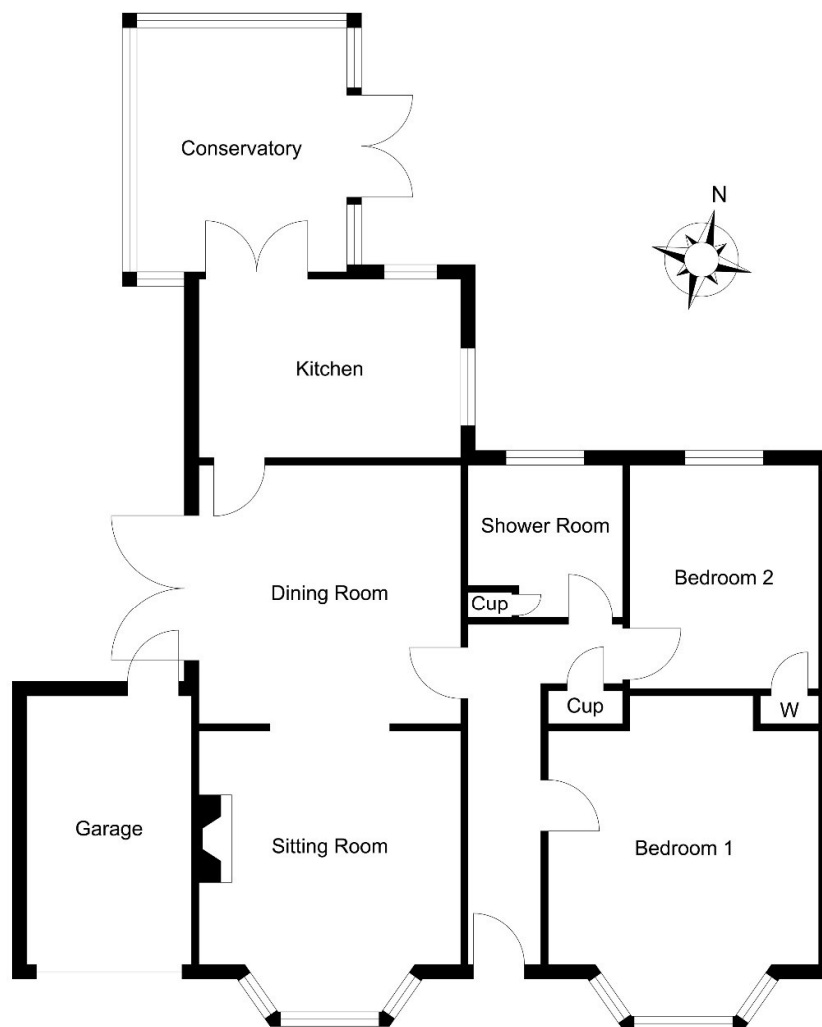 Conservatory
N
Kitchen
Shower Room
Bedroom 2
Dining Room
Cup
Cup
W
Garage
Sitting Room
Bedroom 1